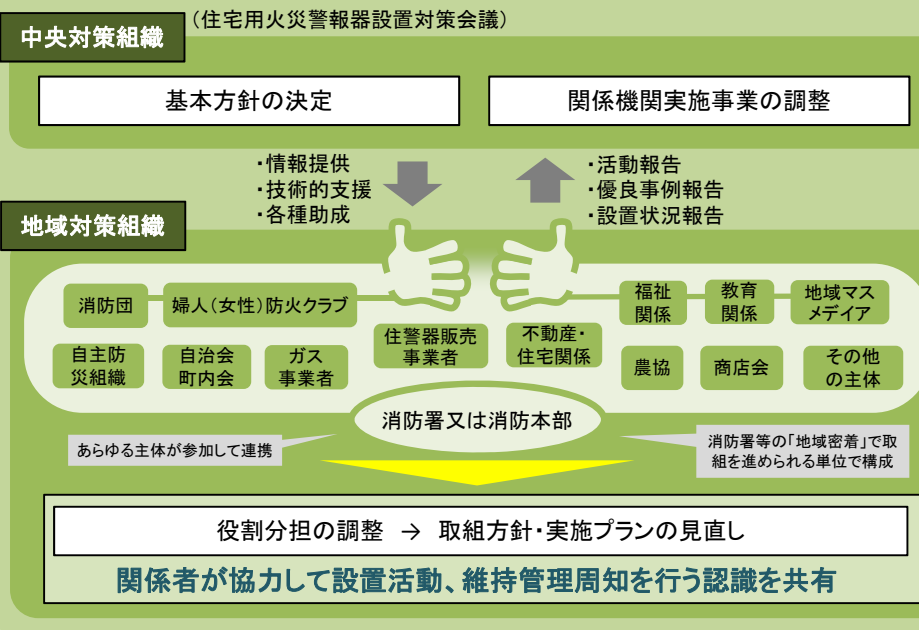 (住宅用火災警報器設置対策会議)
中央対策組織
基本方針の決定
関係機関実施事業の調整
・情報提供
・技術的支援
・各種助成
・活動報告
・優良事例報告
・設置状況報告
地域対策組織
消防団
婦人(女性)防火クラブ
福祉
関係
教育
関係
地域マス
メディア
自主防
災組織
自治会
町内会
ガス
事業者
住警器販売
事業者
不動産・
住宅関係
農協
商店会
その他
の主体
消防署又は消防本部
あらゆる主体が参加して連携
消防署等の「地域密着」で取
組を進められる単位で構成
役割分担の調整 → 取組方針・実施プランの見直し
関係者が協力して設置活動、維持管理周知を行う認識を共有